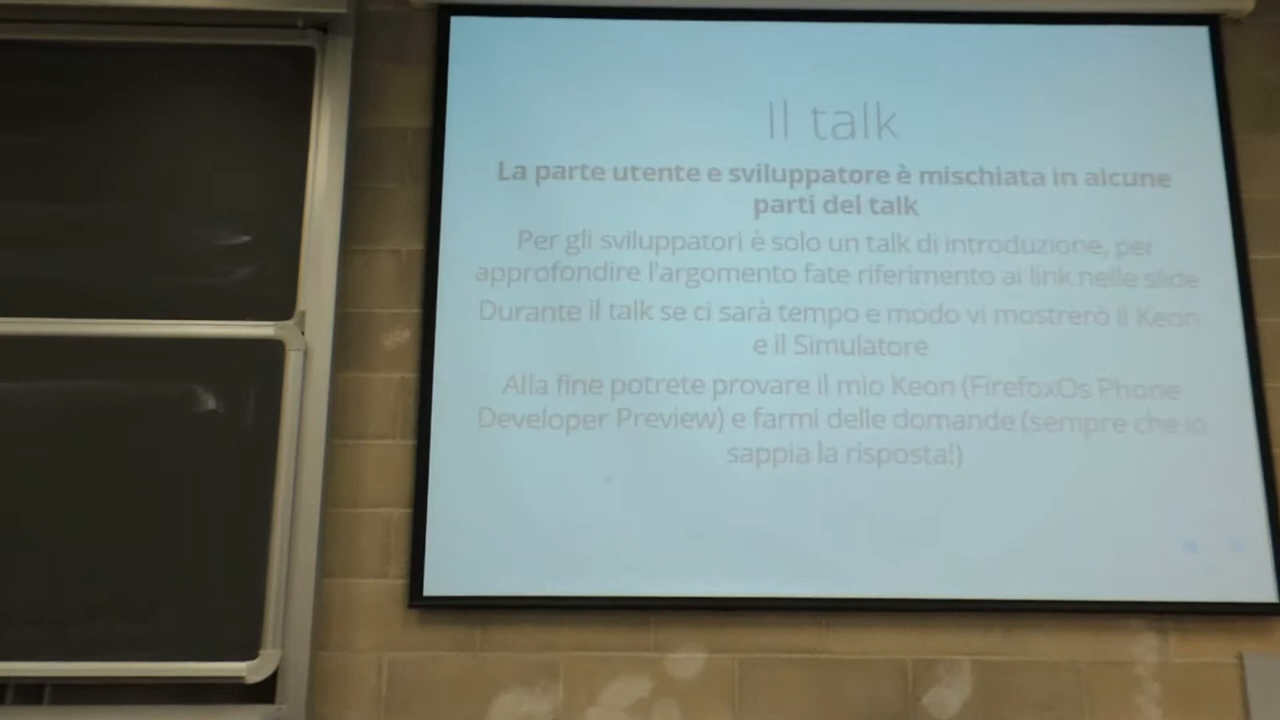 Il talk
La parte utente e sviluppatore è mischiata in alcune
parti del talk
Per gli sviluppatori è solo un talk di introduzione, per
approfondire l'argomento fate riferimento ai link nelle slide
Durante il talk se ci sarà tempo e modo vi mostrerò il Keon
e il Simulatore
Alla fine potrete provare il mio Keon (FirefoxOs Phone
Developer Preview) e farmi delle domande (sempre che io
sappia la risposta!)